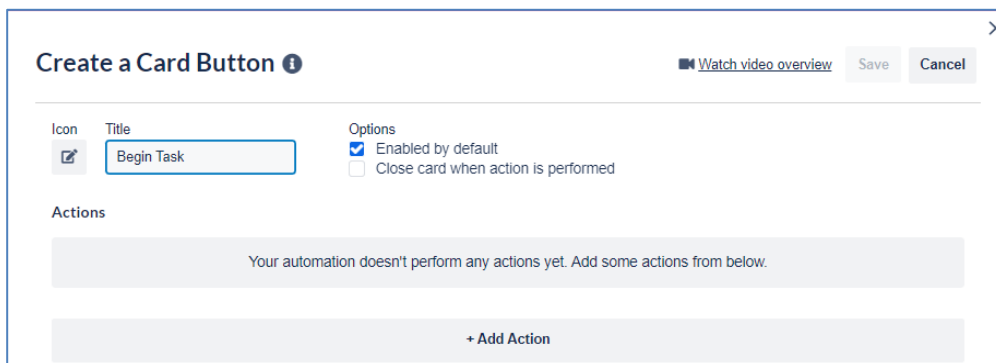 Create a Card Button
Watch video overview
Save
Cancel
Icon
Title
Options
Begin Task
Enabled by default
Close card when action is performed
Actions
Your automation doesn't perform any actions yet. Add some actions from below.
+ Add Action